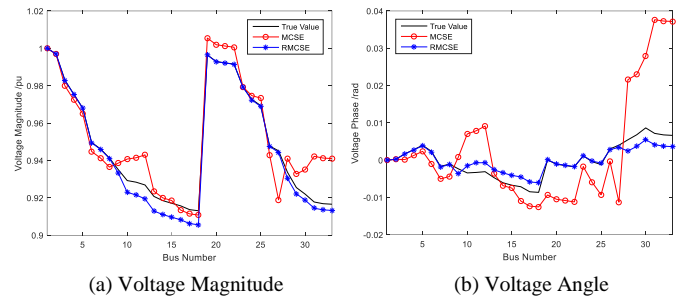 1.02
1
0.98
0.96
0.94
0.92
0.9
Voltage Magnitude /pu
5 10 15 20 25 30
Bus Number
True Value
MCSE
RMCSE
(a) Voltage Magnitude
0.04
0.03
0.02
0.01
0
-0.01
-0.02
Voltage Phase /rad
5 10 15 20 25 30
Bus Number
True Value
MCSE
RMCSE
(b) Voltage Angle